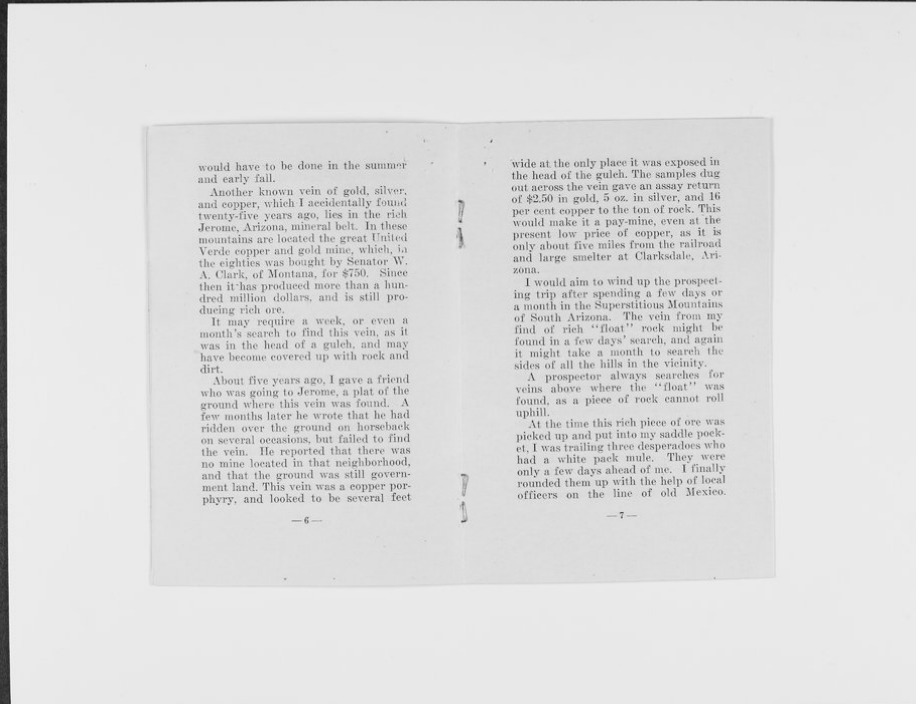 would have to be done in the summer
and early fall.
Another known vein of gold, silver,
and copper, which I accidentally found
twenty-five years ago, lies in the rich
Jerome, Arizona, mineral belt. In these
mountains are located the great United
Verde copper and gold mine, which, in
the eighties was bought by Senator W.
A. Clark, of Montana, for $750. Since
then it has produced more than a hun-
dred million dollars, and is still pro-
ducing rich ore.
It may require a week, or even a
month's search to find this vein, as it
was in the head of a gulch, and may
have become covered up with rock and
dirt.
About five years ago, I gave a friend
who was going to Jerome, a plat of the
ground where this vein was found. A
few months later he wrote that he had
ridden over the ground on horseback
on several occasions, but failed to find
the vein. He reported that there was
no mine located in that neighborhood,
and that the ground was still govern-
ment land. This vein was a copper por-
phyry, and looked to be several feet
—6—
wide at the only place it was exposed in
the head of the gulch. The samples dug
out across the vein gave an assay return
of $2.50 in gold, 5 oz. in silver, and 16
per cent copper to the ton of rock. This
would make it a pay-mine, even at the
present low price of copper, as it is
only about five miles from the railroad
and large smelter at Clarksdale, Ari-
zona.
I would aim to wind up the prospect-
ing trip after spending a few days or
a month in the Superstitious Mountains
of South Arizona. The vein from my
find of rich "float" rock might be
found in a few days' search, and again
it might take a month to search the
sides of all the hills in the vicinity.
A prospector always searches for
veins above where the "float" was
found, as a piece of rock cannot roll
uphill.
At the time this rich piece of ore was
picked up and put into my saddle pock-
et, I was trailing three desperadoes who
had a white pack mule. They were
only a few days ahead of me. I finally
rounded them up with the help of local
officers on the line of old Mexico.
—7—